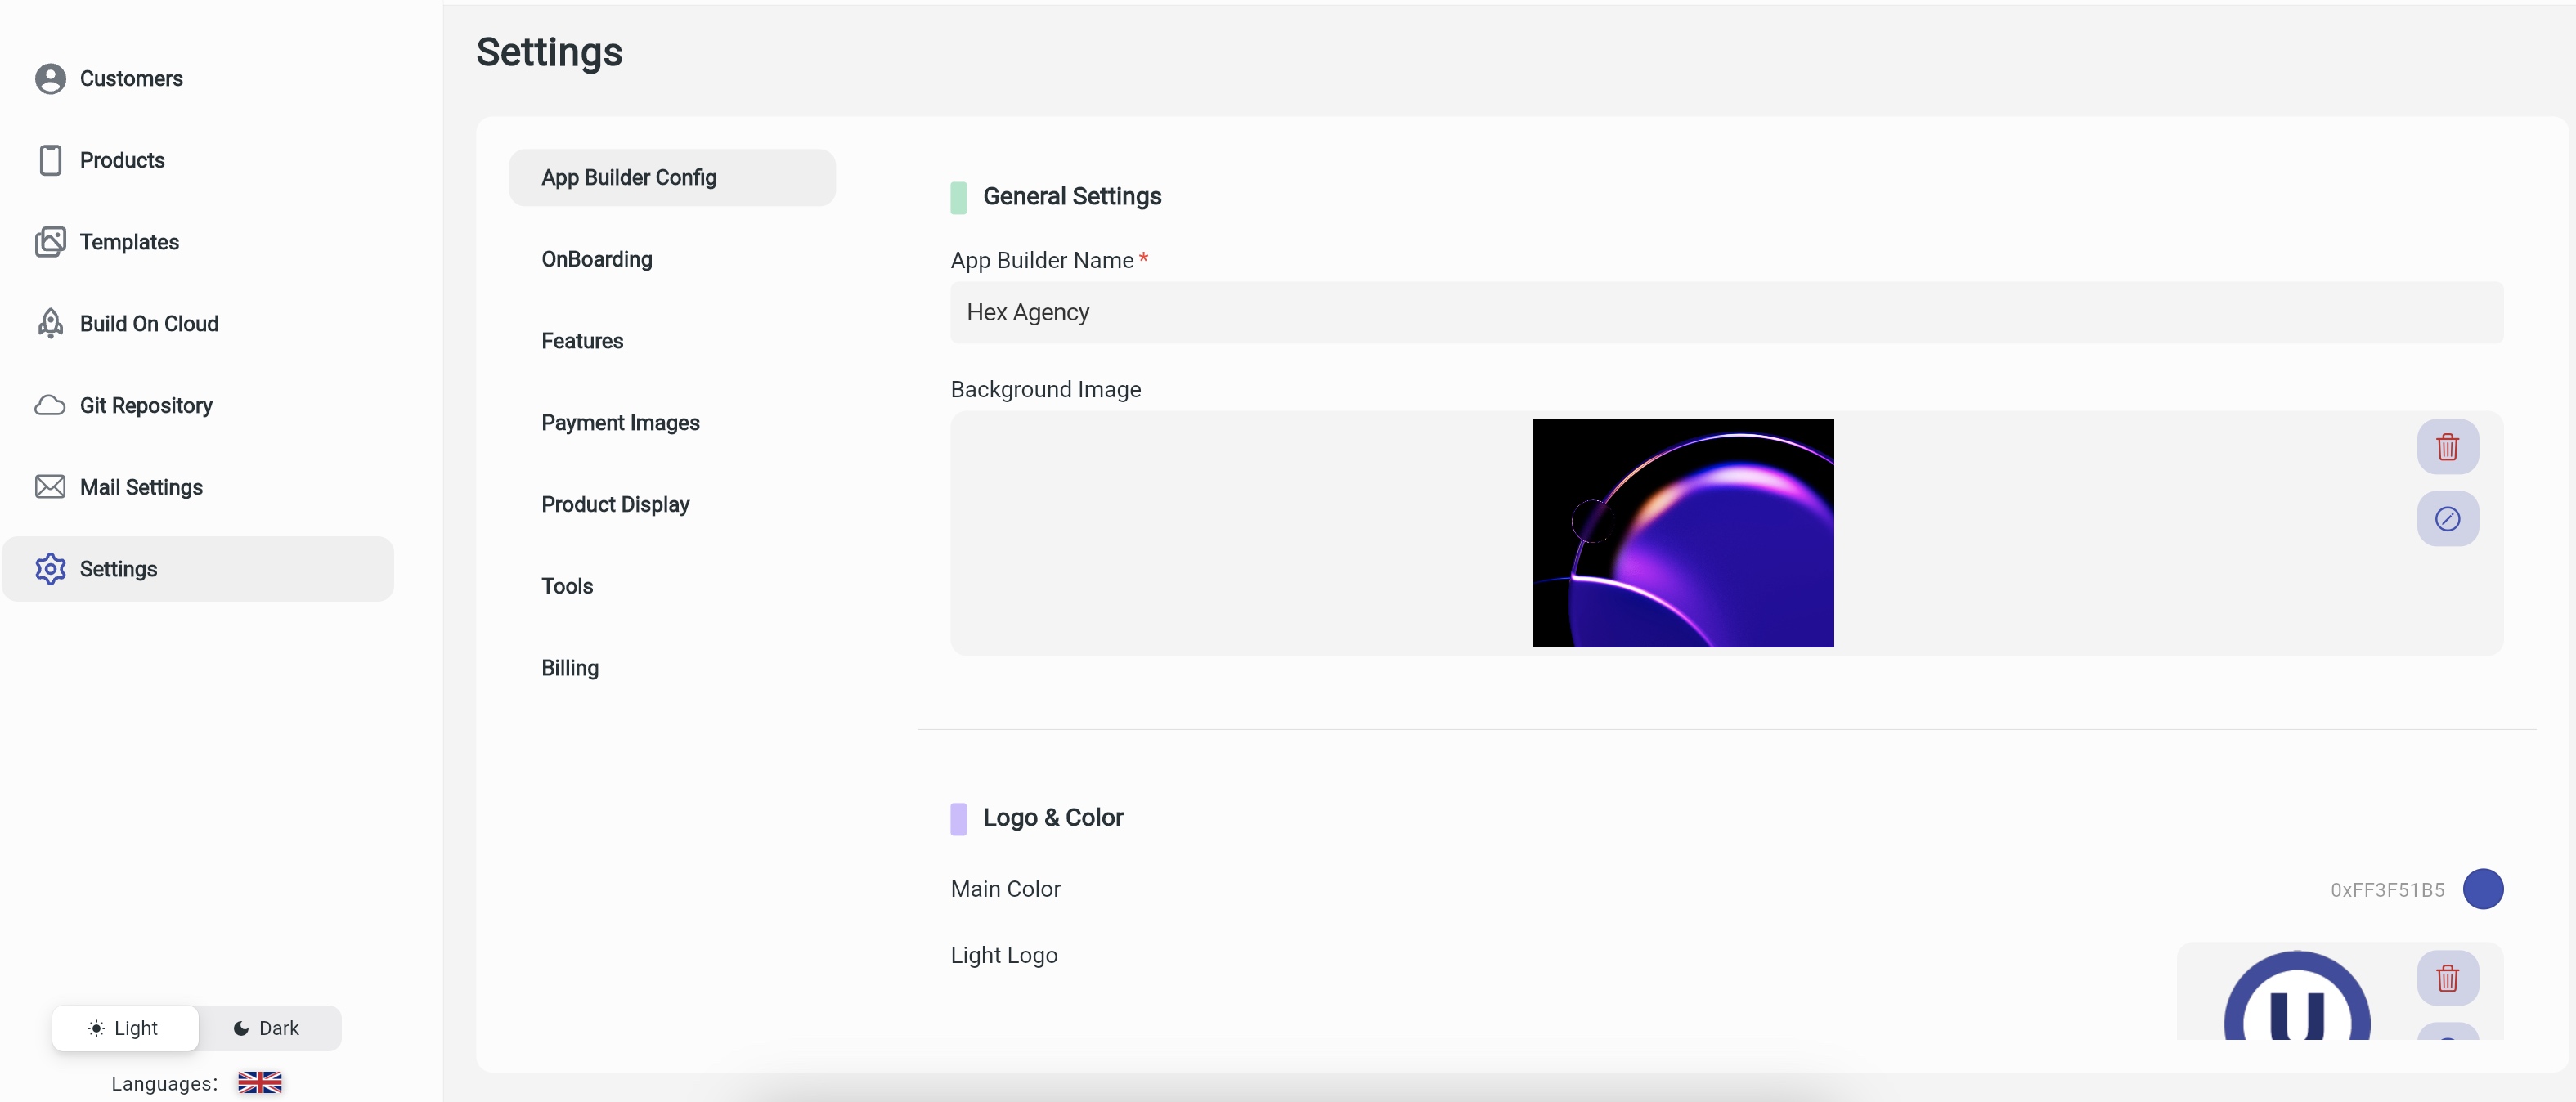 Settings
Customers
Products
Templates
Build On Cloud
Git Repository
Mail Settings
Settings
Light
Dark
Languages:
App Builder Config
OnBoarding
Features
Payment Images
Product Display
Tools
Billing
General Settings
App Builder Name *
Hex Agency
Background Image
Logo & Color
Main Color
0xFF3F51B5
Light Logo
U